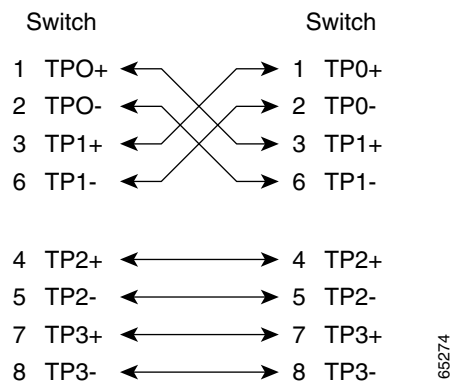 Switch Switch
1 TPO+ 1 TP0+
2 TPO- 2 TP0-
3 TP1+ 3 TP1+
6 TP1- 6 TP1-
4 TP2+ 4 TP2+
5 TP2- 5 TP2-
7 TP3+ 7 TP3+
8 TP3- 8 TP3-
65274